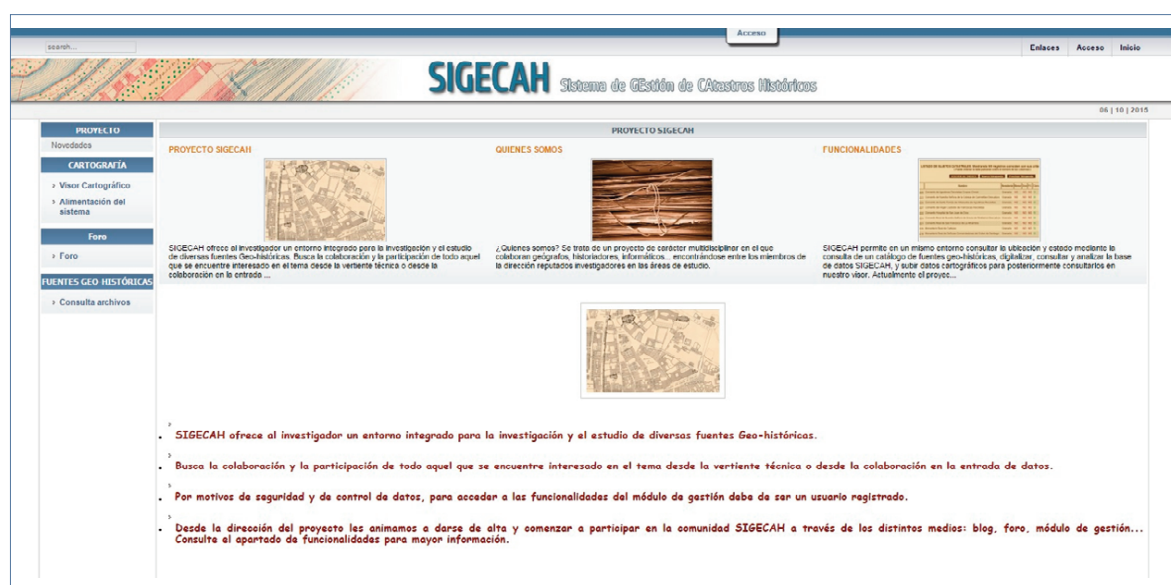 Acceso
search...
Enlaces Acceso Inicio
SIGECAH Sistema de GEstión de CAtastros Históricos
06 | 10 | 2015
PROYECTO
Novedades
CARTOGRAFÍA
› Visor Cartográfico
› Alimentación del
sistema
Foro
› Foro
FUENTES GEO HISTÓRICAS
› Consulta archivos
PROYECTO SIGECAH
PROYECTO SIGECAH
SIGECAH ofrece al investigador un entorno integrado para la investigación y el estudio
de diversas fuentes Geo-históricas. Busca la colaboración y la participación de todo aquel
que se encuentre interesado en el tema desde la vertiente técnica o desde la
colaboración en la entrada ...
QUIENES SOMOS
¿Quienes somos? Se trata de un proyecto de carácter multidisciplinar en el que
colaboran geógrafos, historiadores, informáticos... encontrándose entre los miembros de
la dirección reputados investigadores en las áreas de estudio.
FUNCIONALIDADES
SIGECAH permite en un mismo entorno consultar la ubicación y estado mediante la
consulta de un catálogo de fuentes geo-históricas, digitalizar, consultar y analizar la base
de datos SIGECAH, y subir datos cartográficos para posteriormente consultarlos en
nuestro visor. Actualmente el proyec...
• SIGECAH ofrece al investigador un entorno integrado para la investigación y el estudio de diversas fuentes Geo-históricas.
• Busca la colaboración y la participación de todo aquel que se encuentre interesado en el tema desde la vertiente técnica o desde la colaboración en la entrada de datos.
• Por motivos de seguridad y de control de datos, para acceder a las funcionalidades del módulo de gestión debe de ser un usuario registrado.
• Desde la dirección del proyecto les animamos a darse de alta y comenzar a participar en la comunidad SIGECAH a través de los distintos medios: blog, foro, módulo de gestión...
Consulte el apartado de funcionalidades para mayor información.